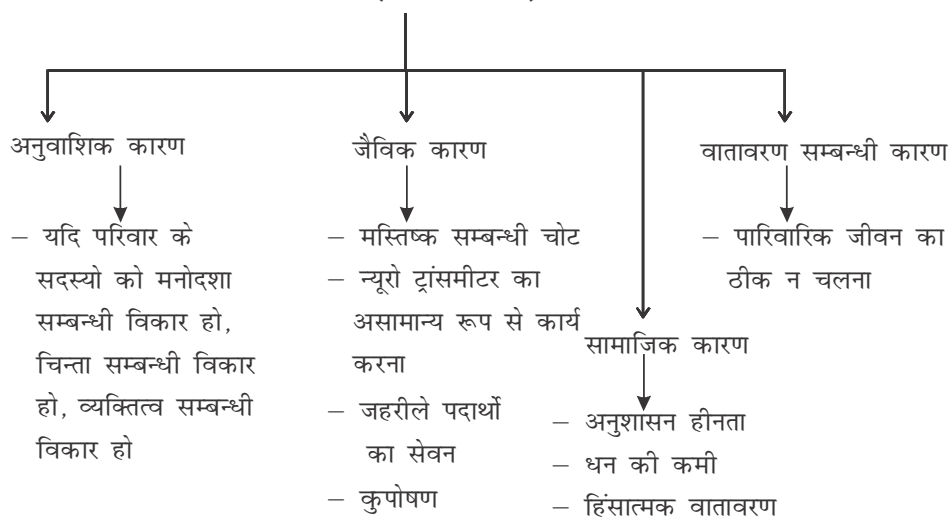 अनुवाशिक कारण
– यदि परिवार के
सदस्यो को मनोदशा
सम्बन्धी विकार हो,
चिन्ता सम्बन्धी विकार
हो, व्यक्तित्व सम्बन्धी
विकार हो
जैविक कारण
– मस्तिष्क सम्बन्धी चोट
– न्यूरो ट्रांसमीटर का
असामान्य रूप से कार्य
करना
– जहरीले पदार्थो
का सेवन
– कुपोषण
सामाजिक कारण
– अनुशासन हीनता
– धन की कमी
– हिंसात्मक वातावरण
वातावरण सम्बन्धी कारण
– पारिवारिक जीवन का
ठीक न चलना